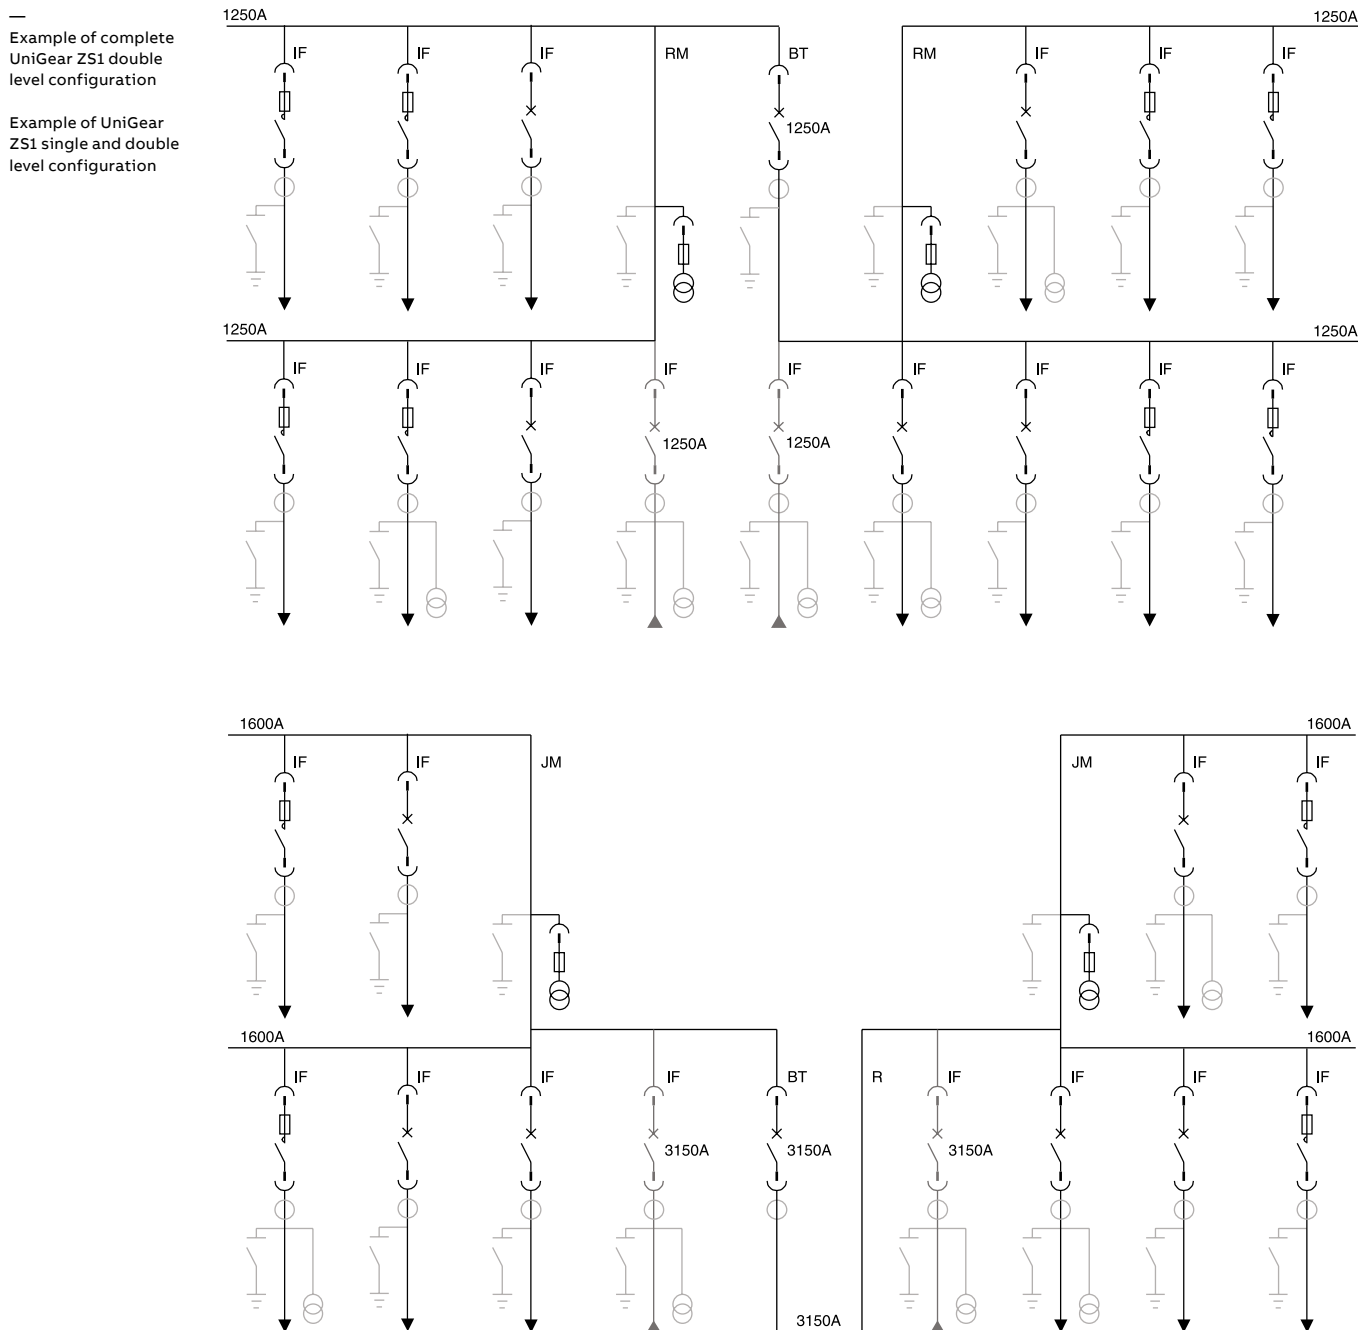 —
Example of complete
UniGear ZS1 double
level configuration
Example of UniGear
ZS1 single and double
level configuration
1250A 1250A
IF IF IF RM BT RM IF IF IF
1250A
1250A 1250A
IF IF IF IF IF IF IF IF IF
1250A 1250A
1600A 1600A
IF IF JM JM IF IF
1600A 1600A
IF IF IF IF BT R IF IF IF IF
3150A 3150A 3150A
3150A